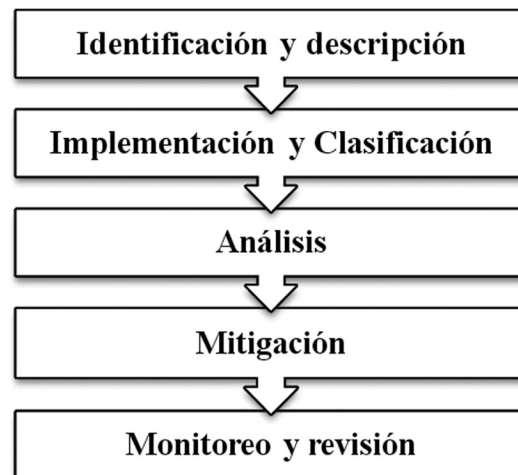 Identificación y descripción
Implementación y Clasificación
Análisis
Mitigación
Monitoreo y revisión